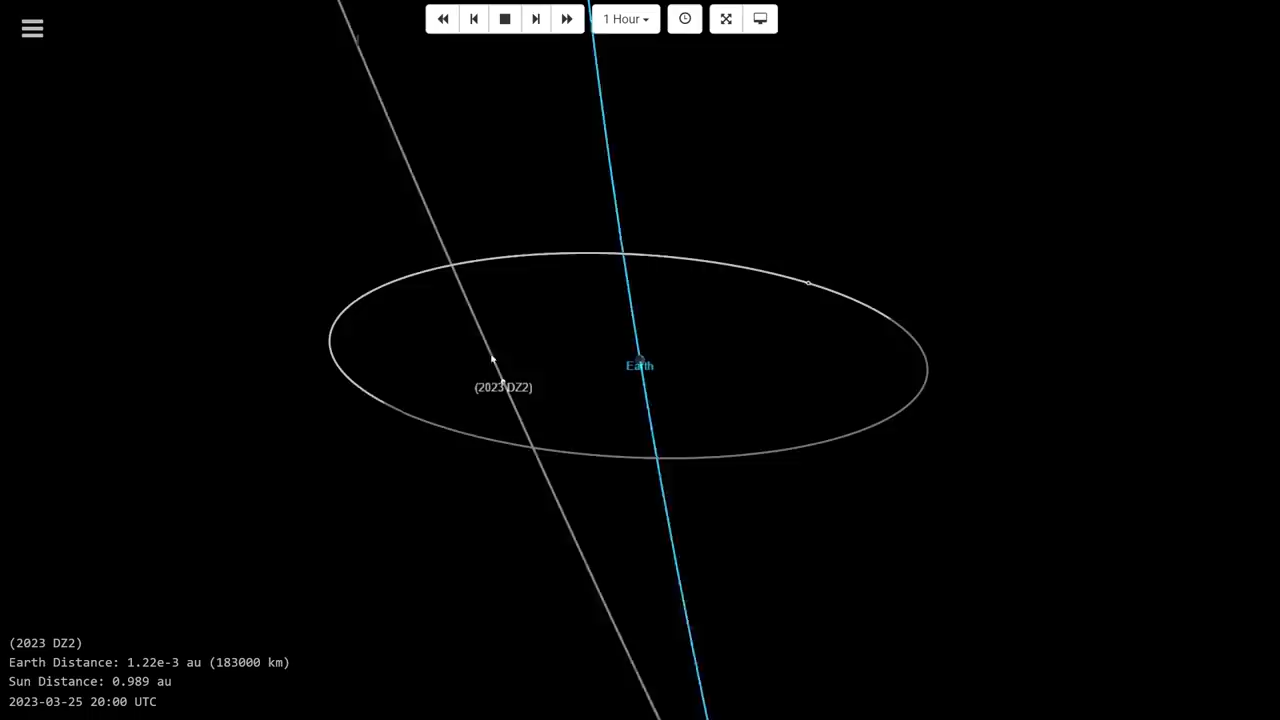 1 Hour
Earth
(2023 DZ2)
(2023 DZ2)
Earth Distance: 1.22e-3 au (183000 km)
Sun Distance: 0.989 au
2023-03-25 20:00 UTC